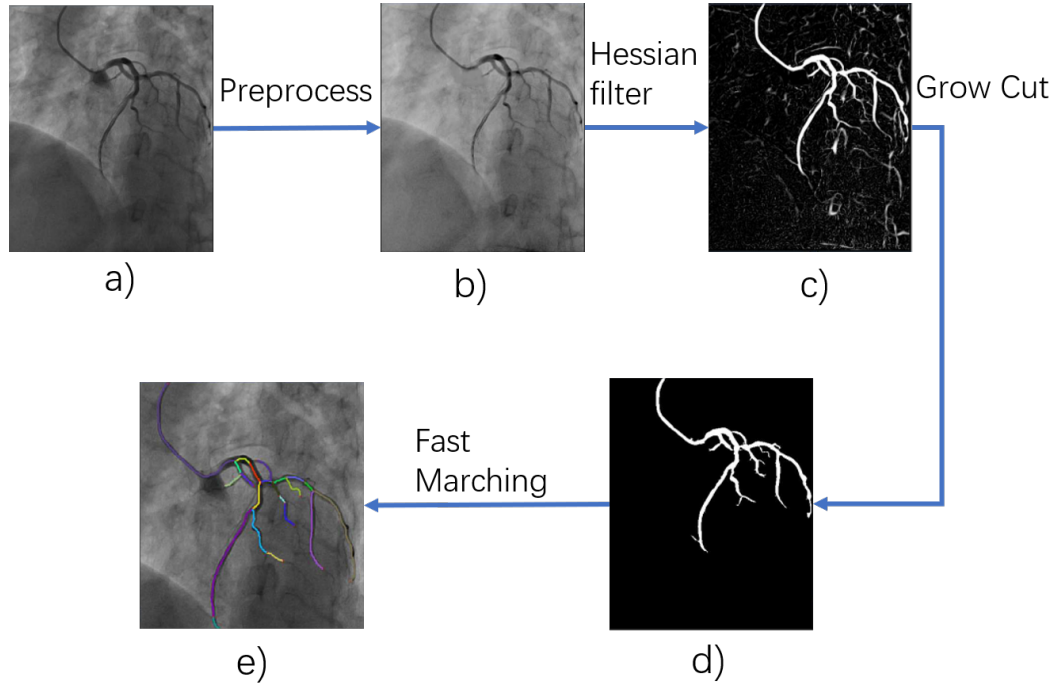 Preprocess
Hessian
filter
Grow Cut
a)
b)
c)
Fast
Marching
e)
d)